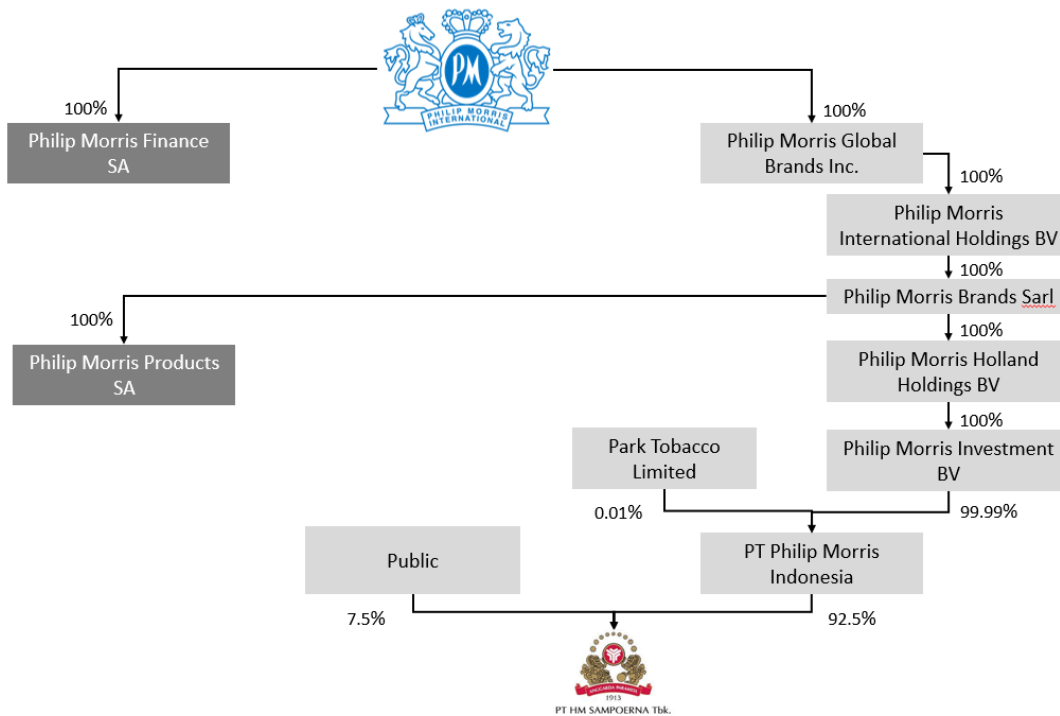 PM
PHILIP MORRIS
INTERNATIONAL
100%
100%
Philip Morris Finance
SA
Philip Morris Global
Brands Inc.
100%
Philip Morris
International Holdings BV
100%
Philip Morris Brands Sarl
100%
100%
Philip Morris Products
SA
Philip Morris Holland
Holdings BV
100%
Park Tobacco
Limited
Philip Morris Investment
BV
0.01%
99.99%
Public
PT Philip Morris
Indonesia
7.5%
92.5%
ANGGARDA PARAMITA
1913
PT HM SAMPOERNA Tbk.